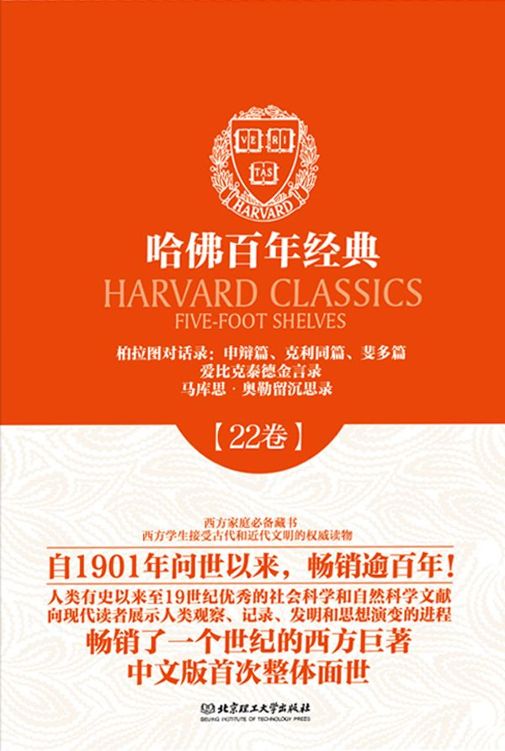 VE RI
TAS
HARVARD
哈佛百年经典
HARVARD CLASSICS
FIVE-FOOT SHELVES
柏拉图对话录：申辩篇、克利同篇、斐多篇
爱比克泰德金言录
马库思·奥勒留沉思录
【22卷】
西方家庭必备藏书
西方学生接受古代和近代文明的权威读物
自1901年问世以来，畅销逾百年！
人类有史以来至19世纪优秀的社会科学和自然科学文献
向现代读者展示人类观察、记录、发明和思想演变的进程
畅销了一个世纪的西方巨著
中文版首次整体面世
北京理工大学出版社
BEIJING INSTITUTE OF TECHNOLOGY PRESS